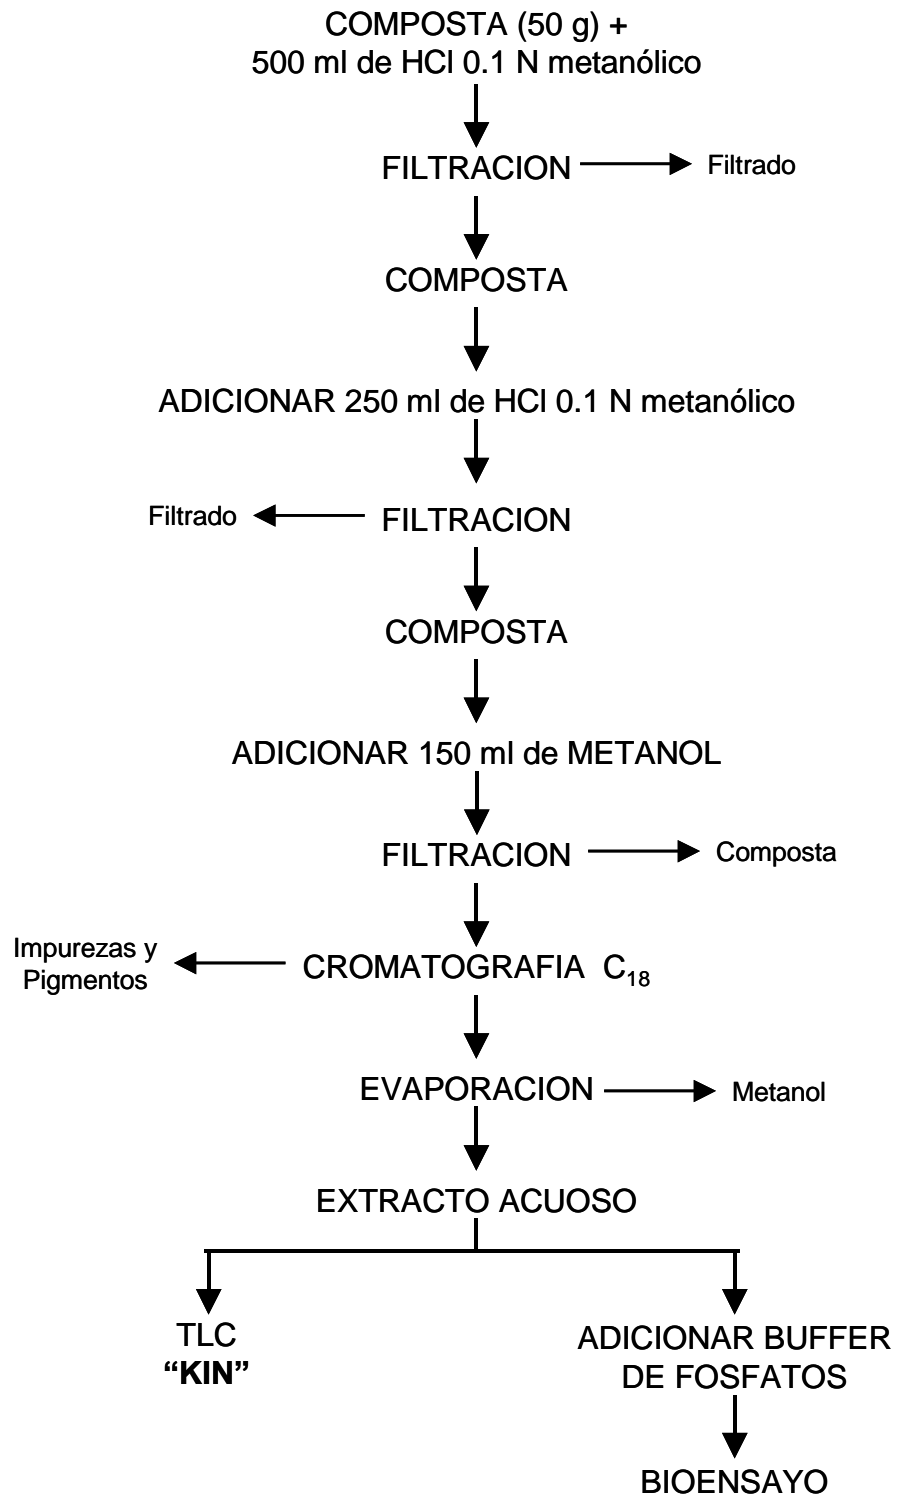 COMPOSTA (50 g) +
500 ml de HCl 0.1 N metanólico
FILTRACION
Filtrado
COMPOSTA
ADICIONAR 250 ml de HCl 0.1 N metanólico
Filtrado
FILTRACION
COMPOSTA
ADICIONAR 150 ml de METANOL
FILTRACION
Composta
Impurezas y
Pigmentos
CROMATOGRAFIA C₁₈
EVAPORACION
Metanol
EXTRACTO ACUOSO
TLC
“KIN”
ADICIONAR BUFFER
DE FOSFATOS
BIOENSAYO